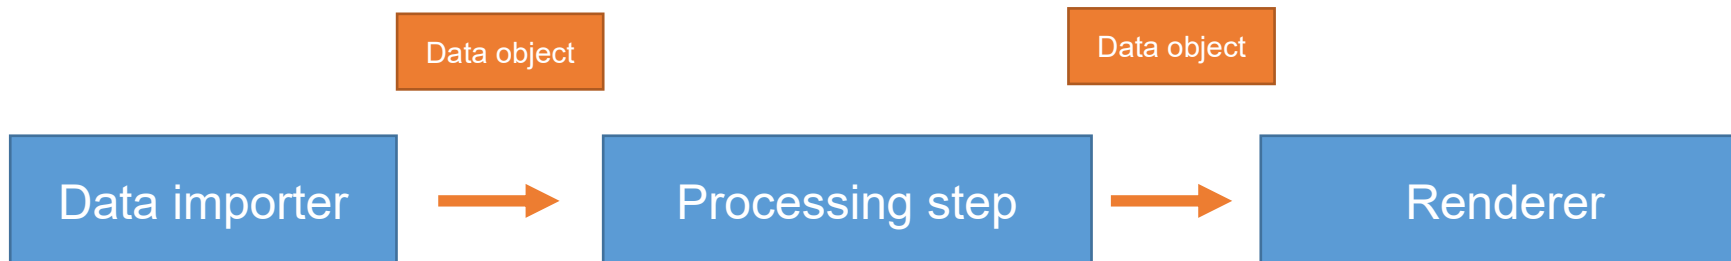 Data object
Data object
Data importer
Processing step
Renderer